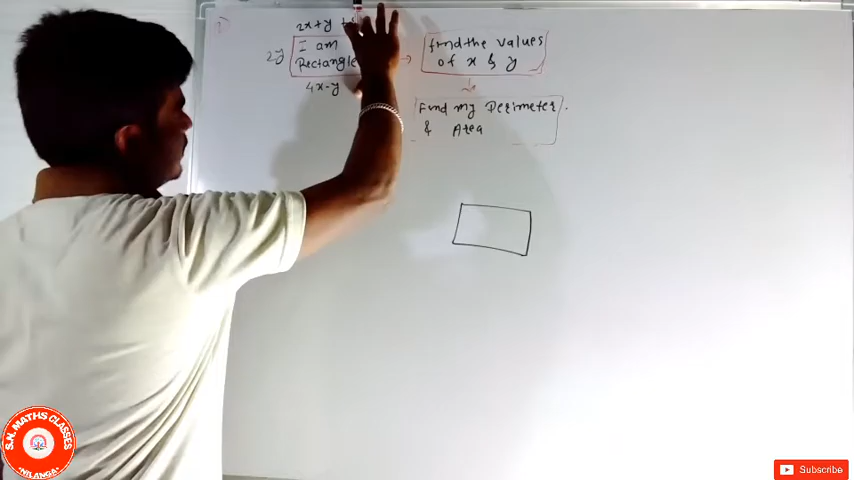 2x+y+
2y
I am
Rectangle
4x-y
find the values
of x & y
Find my Perimeter.
& Area
S.N. MATHS CLASSES
NILANGA
Subscribe